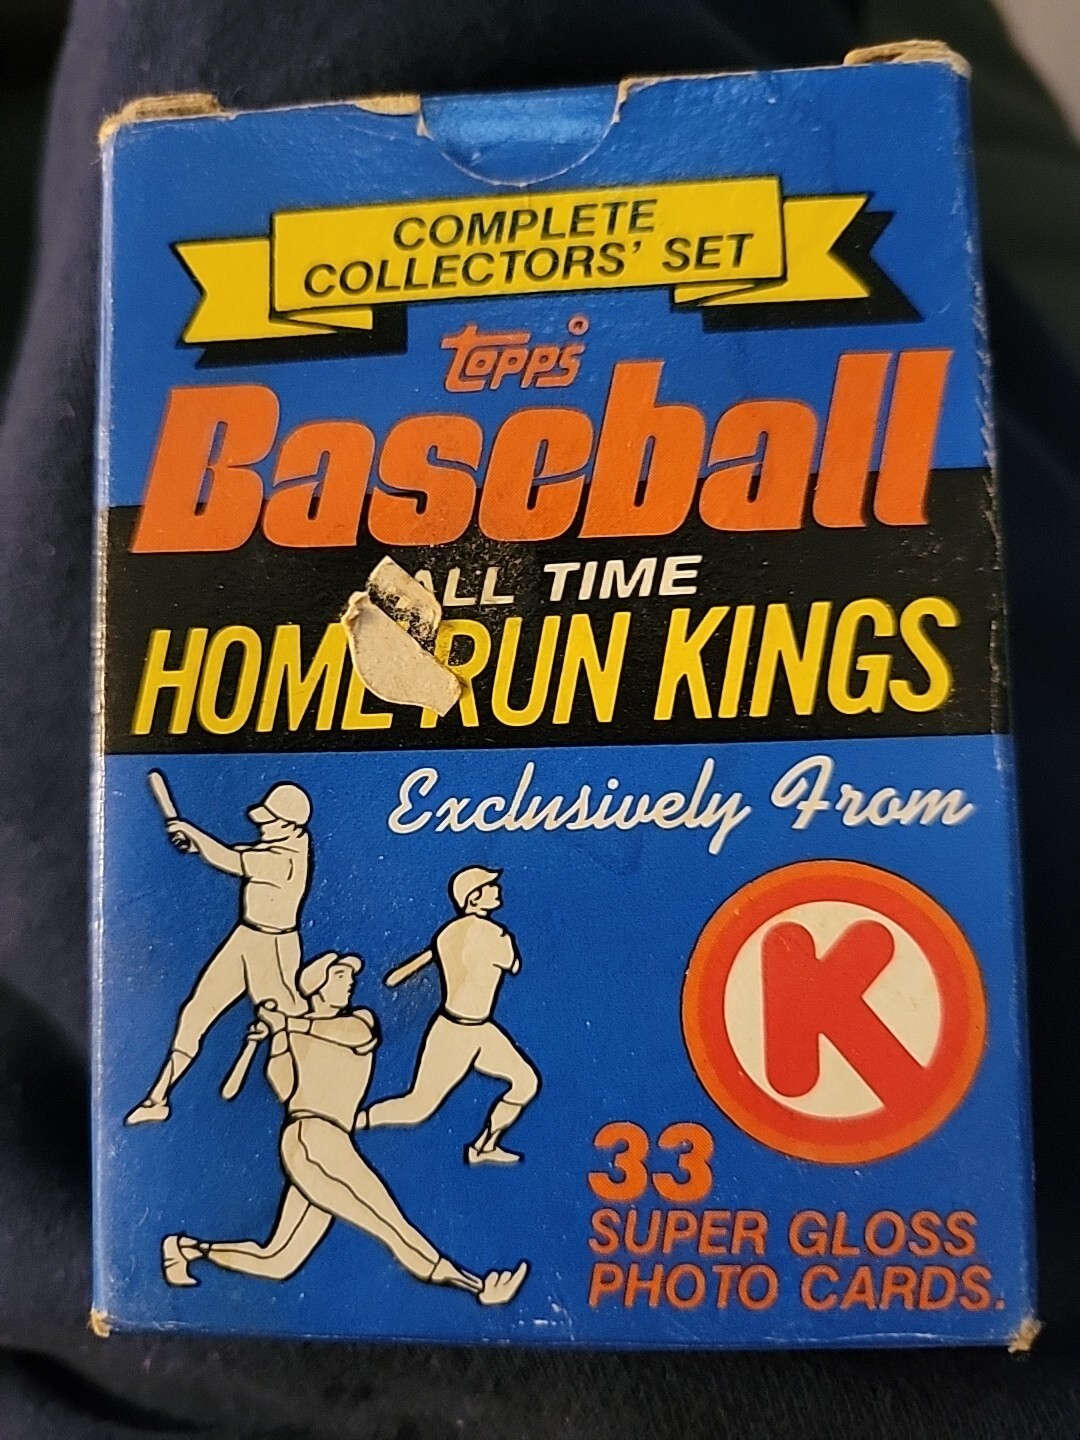 COMPLETE
COLLECTORS' SET
Topps®
Baseball
ALL TIME
HOME RUN KINGS
Exclusively From
K
33
SUPER GLOSS
PHOTO CARDS.